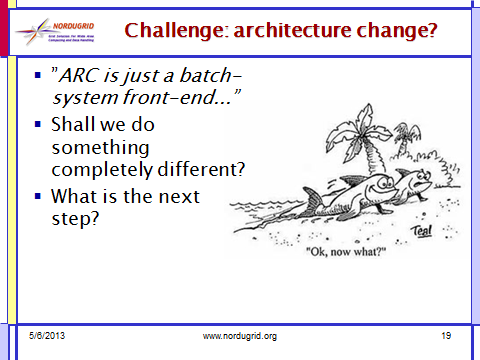 NORDUGRID
Grid Solution for Wide Area
Computing and Data Handling
Challenge: architecture change?
"ARC is just a batch-
system front-end..."
Shall we do
something
completely different?
What is the next
step?
Teal
"Ok, now what?"
5/6/2013
www.nordugrid.org
19